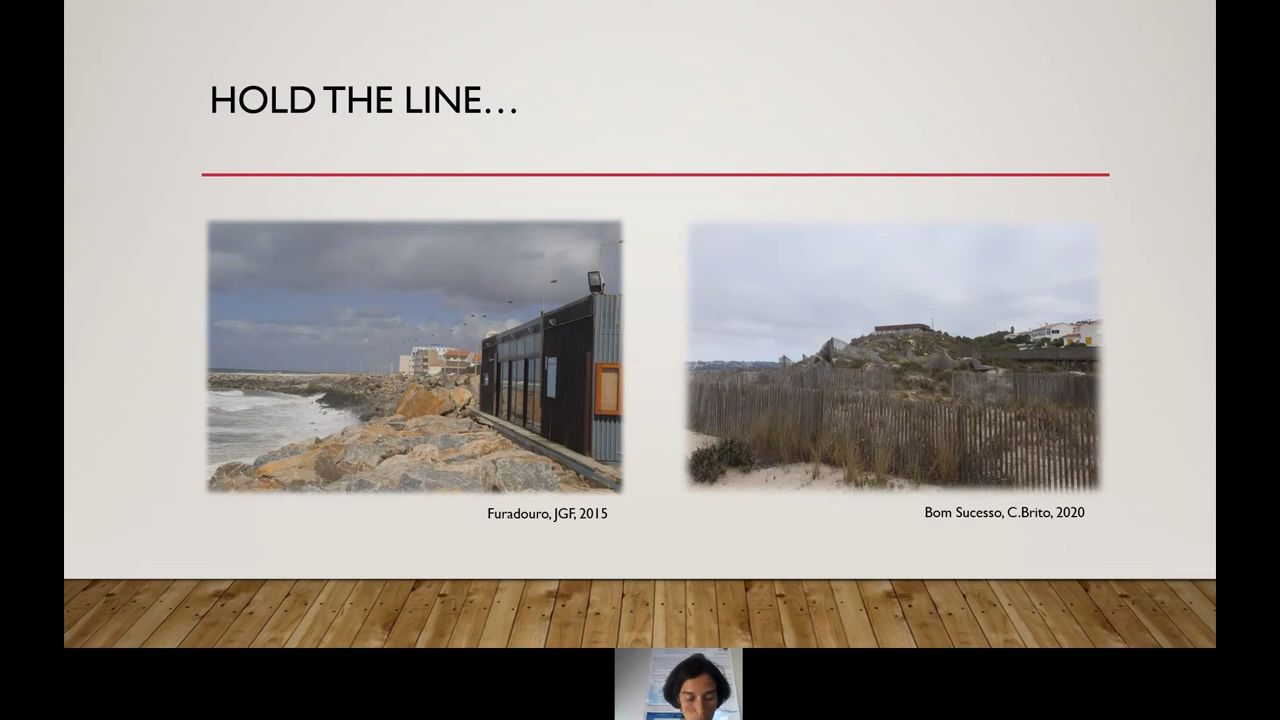 HOLD THE LINE…
Furadouro, JGF, 2015
Bom Sucesso, C.Brito, 2020